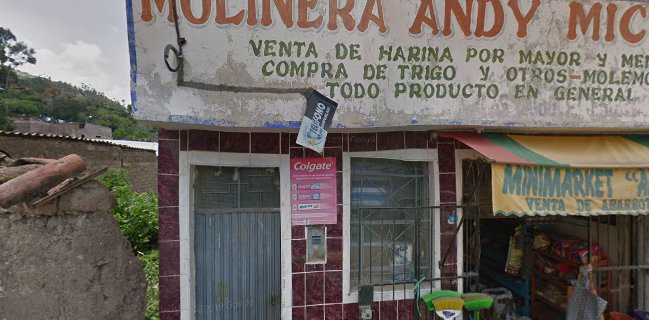 MOLINERA ANDY MIC
VENTA DE HARINA POR MAYOR Y MEN
COMPRA DE TRIGO Y OTROS-MOLEMO
TODO PRODUCTO EN GENERAL
Colgate
MINIMARKET "A
VENTA DE ABARRO